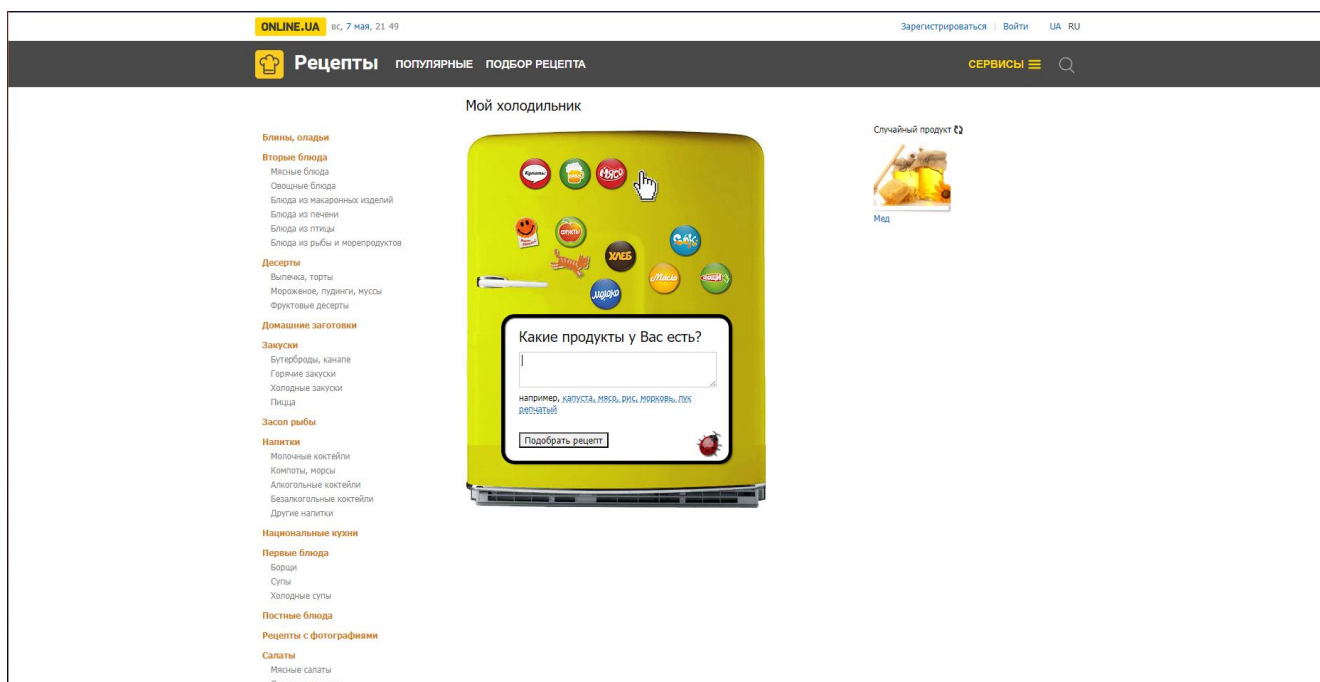 ONLINE.UA вс, 7 мая, 21 49
Зарегистрироваться Войти UA RU
Рецепты ПОПУЛЯРНЫЕ ПОДБОР РЕЦЕПТА
СЕРВИСЫ
Блины, оладьи
Вторые блюда
Мясные блюда
Овощные блюда
Блюда из макаронных изделий
Блюда из печени
Блюда из птицы
Блюда из рыбы и морепродуктов
Десерты
Выпечка, торты
Мороженое, пудинги, муссы
Фруктовые десерты
Домашние заготовки
Закуски
Бутерброды, канапе
Горячие закуски
Холодные закуски
Пицца
Засол рыбы
Напитки
Молочные коктейли
Компоты, морсы
Алкогольные коктейли
Безалкогольные коктейли
Другие напитки
Национальные кухни
Первые блюда
Борщи
Супы
Холодные супы
Постные блюда
Рецепты с фотографиями
Салаты
Мясные салаты
Мой холодильник
Купить!
Мясо
фрукты
ХЛЕБ
Сок
Масло
овощи
молоко
Какие продукты у Вас есть?
например, капуста, мясо, рис, морковь, лук
репчатый
Подобрать рецепт
Случайный продукт
Мед